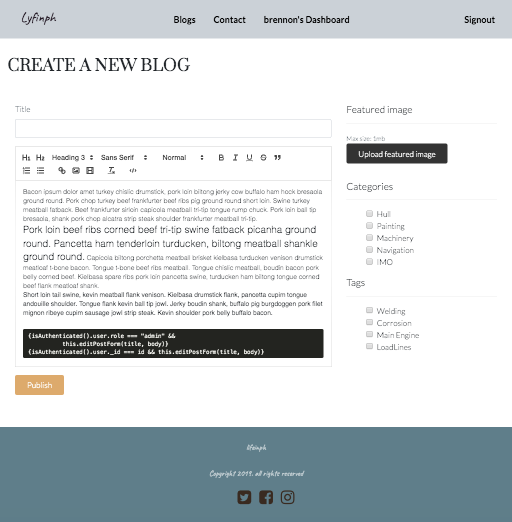 Lyfinph
Blogs Contact brennon's Dashboard Signout
CREATE A NEW BLOG
Title
H1 H2 Heading 3 Sans Serif Normal B I U S
Bacon ipsum dolor amet turkey chislic drumstick, pork loin biltong jerky cow buffalo ham hock bresaola
ground round. Pork chop turkey beef frankfurter beef ribs pig ground round short loin. Swine turkey
meatball fatback. Beef frankfurter sirloin capicola meatball tri-tip tongue rump chuck. Pork loin ball tip
bresaola, shank pork chop alcatra strip steak shoulder frankfurter meatball tri-tip.
Pork loin beef ribs corned beef tri-tip swine fatback picanha ground
round. Pancetta ham tenderloin turducken, biltong meatball shankle
ground round. Capicola biltong porchetta meatball brisket kielbasa turducken venison drumstick
meatloaf t-bone bacon. Tongue t-bone beef ribs meatball. Tongue chislic meatball, boudin bacon pork
belly corned beef. Kielbasa spare ribs pork loin pancetta swine, turducken ham biltong tongue corned
beef flank meatloaf shank.
Short loin tail swine, kevin meatball flank venison. Kielbasa drumstick flank, pancetta cupim tongue
andouille shoulder. Tongue flank kevin ball tip jowl. Jerky boudin shank, buffalo pig burgdoggen pork filet
mignon ribeye cupim sausage jowl strip steak. Kevin shoulder pork belly buffalo bacon.
{isAuthenticated().user.role === "admin" &&
this.editPostForm(title, body)}
{isAuthenticated().user._id === id && this.editPostForm(title, body)}
Publish
Featured image
Max size: 1mb
Upload featured image
Categories
Hull
Painting
Machinery
Navigation
IMO
Tags
Welding
Corrosion
Main Engine
LoadLines
Copyright 2019. all rights reserved